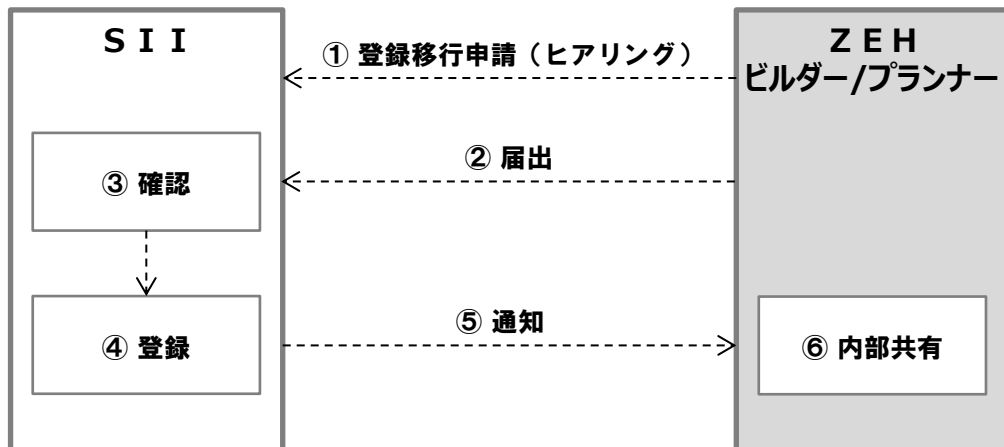 ＳＩＩ
ＺＥＨ
ビルダー/プランナー
① 登録移行申請（ヒアリング）
② 届出
③ 確認
④ 登録
⑤ 通知
⑥ 内部共有